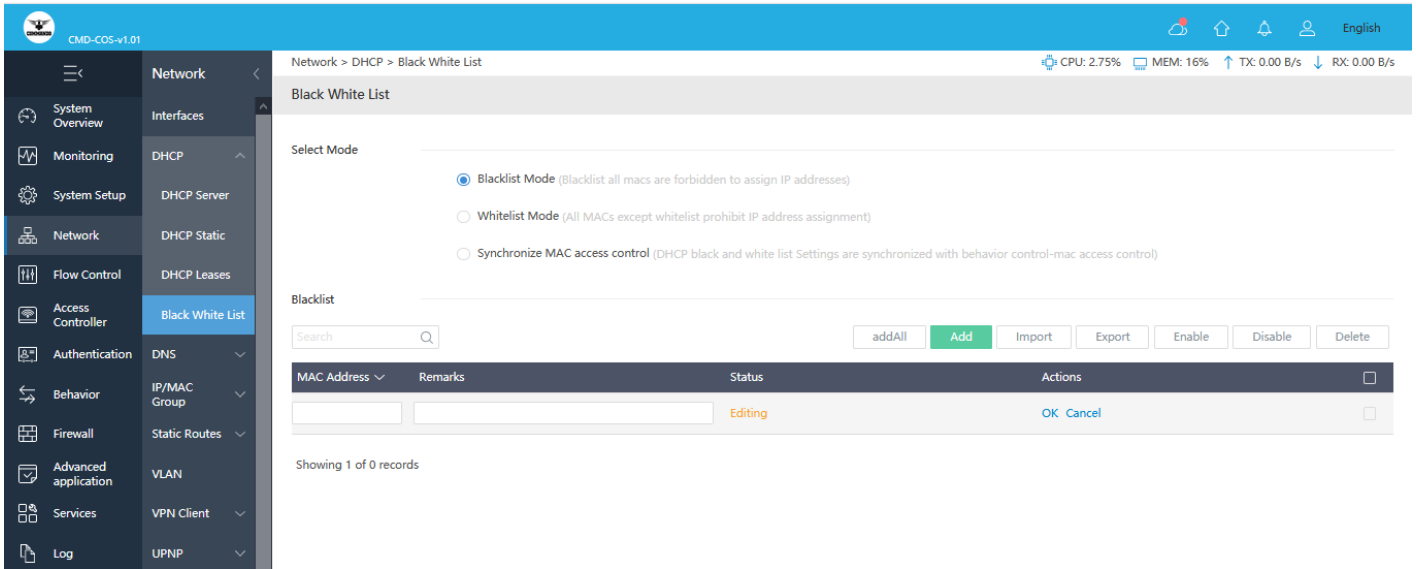 COMMANDO
CMD-COS-v1.01
English
Network
Network > DHCP > Black White List
CPU: 2.75%
MEM: 16%
TX: 0.00 B/s
RX: 0.00 B/s
System
Overview
Monitoring
System Setup
Network
Flow Control
Access
Controller
Authentication
Behavior
Firewall
Advanced
application
Services
Log
Interfaces
DHCP
DHCP Server
DHCP Static
DHCP Leases
Black White List
DNS
IP/MAC
Group
Static Routes
VLAN
VPN Client
UPNP
Black White List
Select Mode
Blacklist Mode (Blacklist all macs are forbidden to assign IP addresses)
Whitelist Mode (All MACs except whitelist prohibit IP address assignment)
Synchronize MAC access control (DHCP black and white list Settings are synchronized with behavior control-mac access control)
Blacklist
Search
addAll
Add
Import
Export
Enable
Disable
Delete
MAC Address Remarks Status Actions
Editing OK Cancel
Showing 1 of 0 records